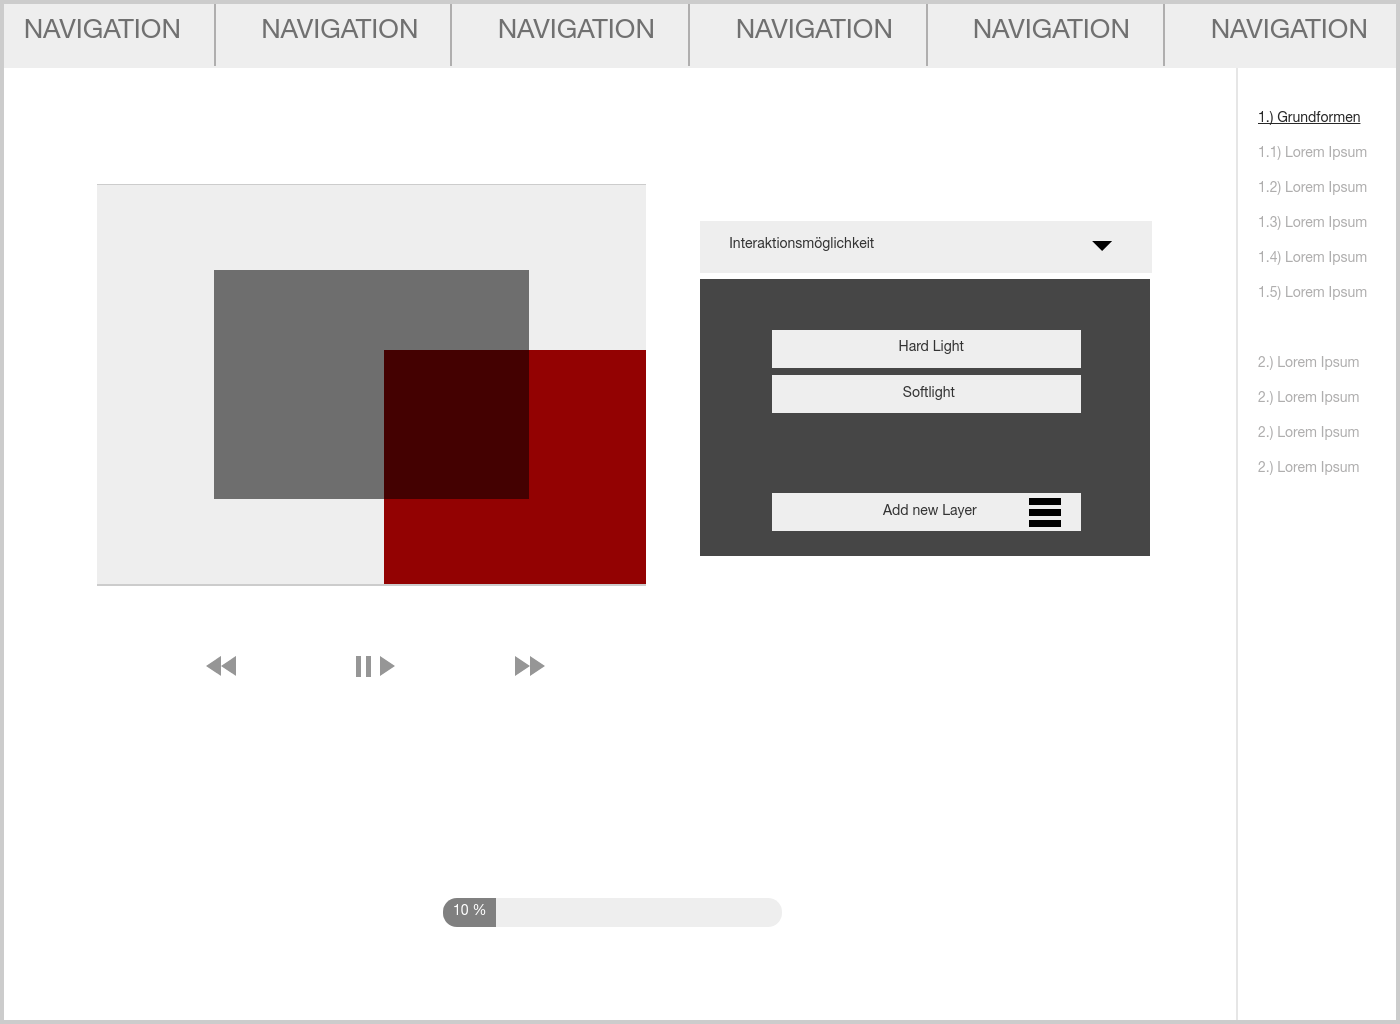 NAVIGATION NAVIGATION NAVIGATION NAVIGATION NAVIGATION NAVIGATION
Interaktionsmöglichkeit
Hard Light
Softlight
Add new Layer
10 %
1.) Grundformen
1.1) Lorem Ipsum
1.2) Lorem Ipsum
1.3) Lorem Ipsum
1.4) Lorem Ipsum
1.5) Lorem Ipsum
2.) Lorem Ipsum
2.) Lorem Ipsum
2.) Lorem Ipsum
2.) Lorem Ipsum